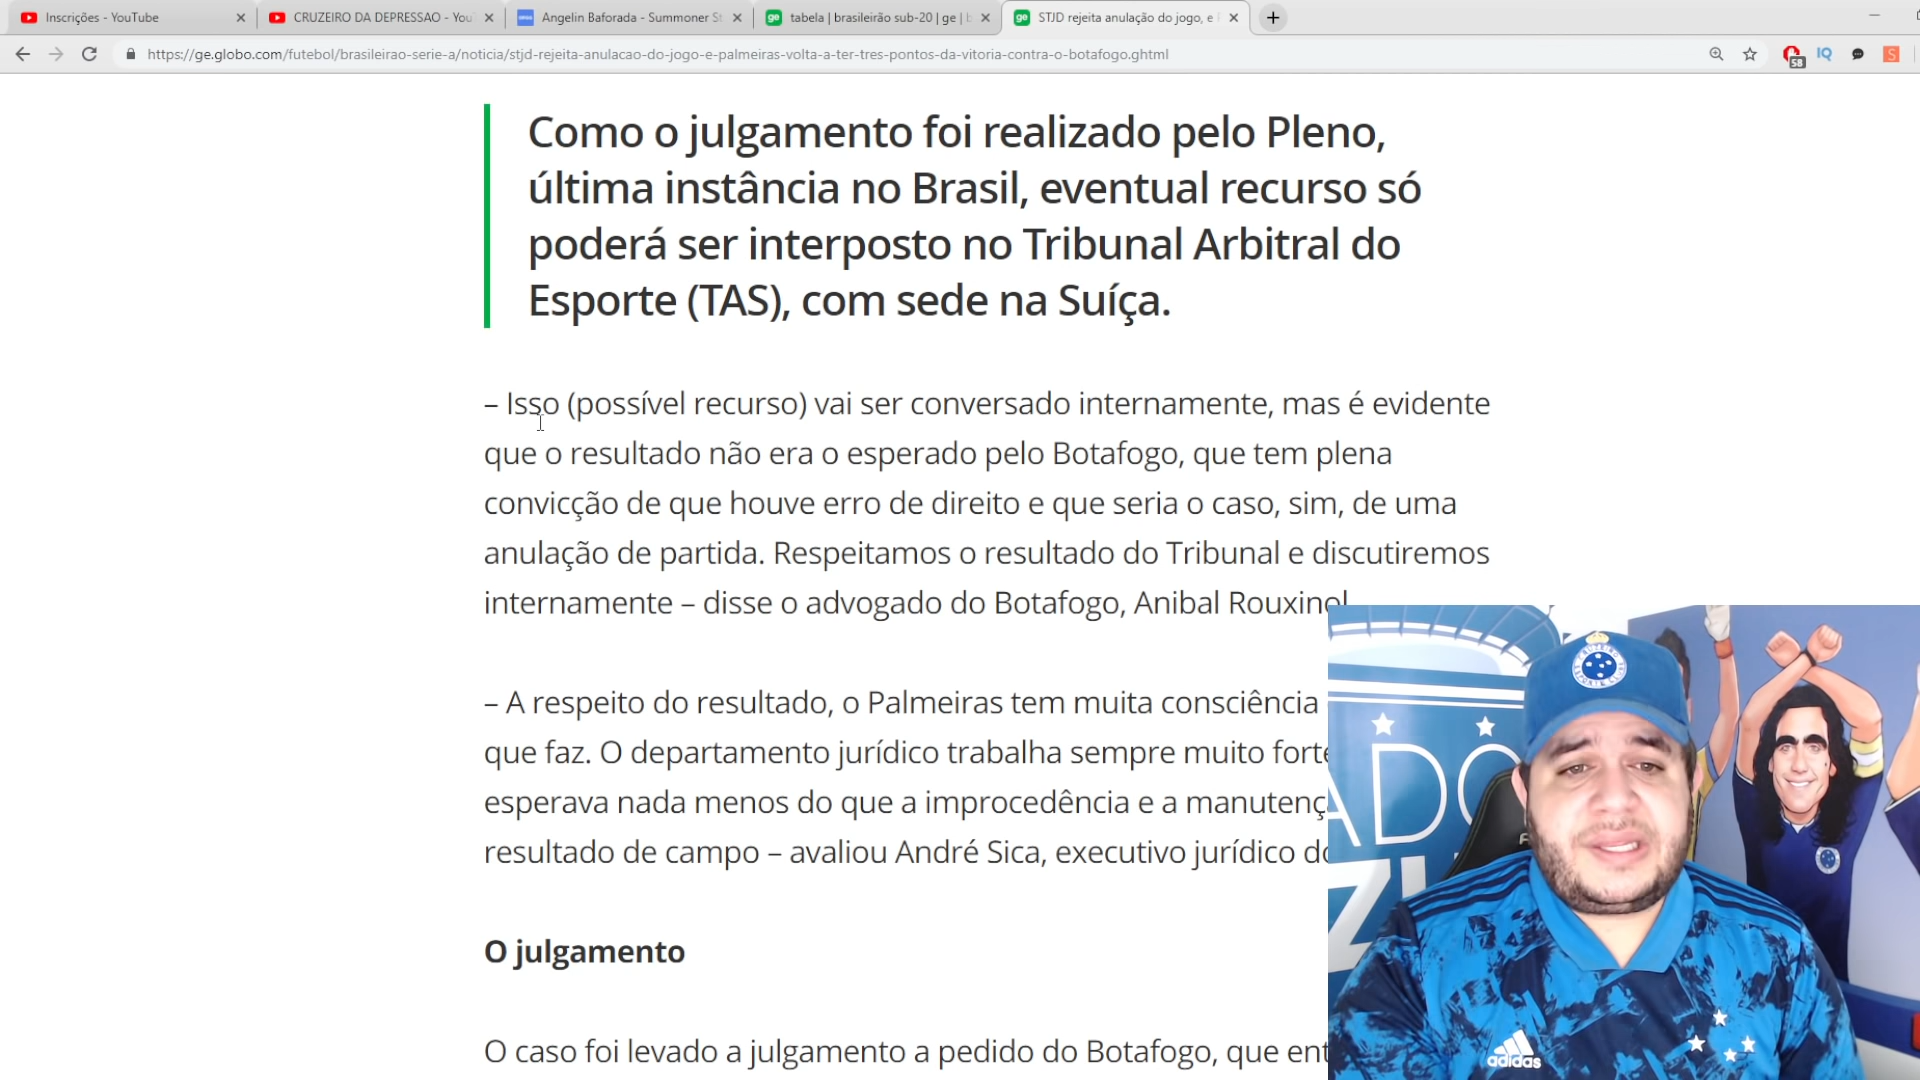 Inscrições - YouTube
CRUZEIRO DA DEPRESSAO - You
Angelin Baforada - Summoner St
tabela | brasileirão sub-20 | ge | b
STJD rejeita anulação do jogo, e
https://ge.globo.com/futebol/brasileirao-serie-a/noticia/stjd-rejeita-anulacao-do-jogo-e-palmeiras-volta-a-ter-tres-pontos-da-vitoria-contra-o-botafogo.ghtml
58
IQ
Como o julgamento foi realizado pelo Pleno,
última instância no Brasil, eventual recurso só
poderá ser interposto no Tribunal Arbitral do
Esporte (TAS), com sede na Suíça.
– Isso (possível recurso) vai ser conversado internamente, mas é evidente
que o resultado não era o esperado pelo Botafogo, que tem plena
convicção de que houve erro de direito e que seria o caso, sim, de uma
anulação de partida. Respeitamos o resultado do Tribunal e discutiremos
internamente – disse o advogado do Botafogo, Anibal Rouxinol
– A respeito do resultado, o Palmeiras tem muita consciência
que faz. O departamento jurídico trabalha sempre muito forte
esperava nada menos do que a improcedência e a manutenç
resultado de campo – avaliou André Sica, executivo jurídico do
O julgamento
O caso foi levado a julgamento a pedido do Botafogo, que ent
ADO
ZU
adidas